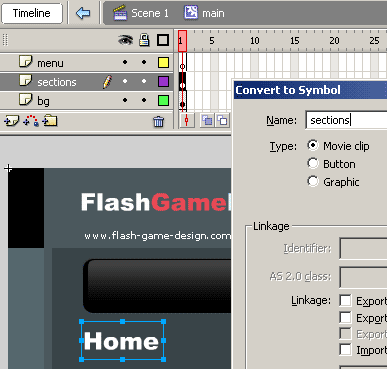 Timeline Scene 1 main
1 5 10 15 20 25
menu
sections
bg
Convert to Symbol
Name: sections
Type: Movie clip
Button
Graphic
FlashGame
www.flash-game-design.com
Linkage
Identifier:
AS 2.0 class:
Linkage: Export
Export
Export
Import
Home